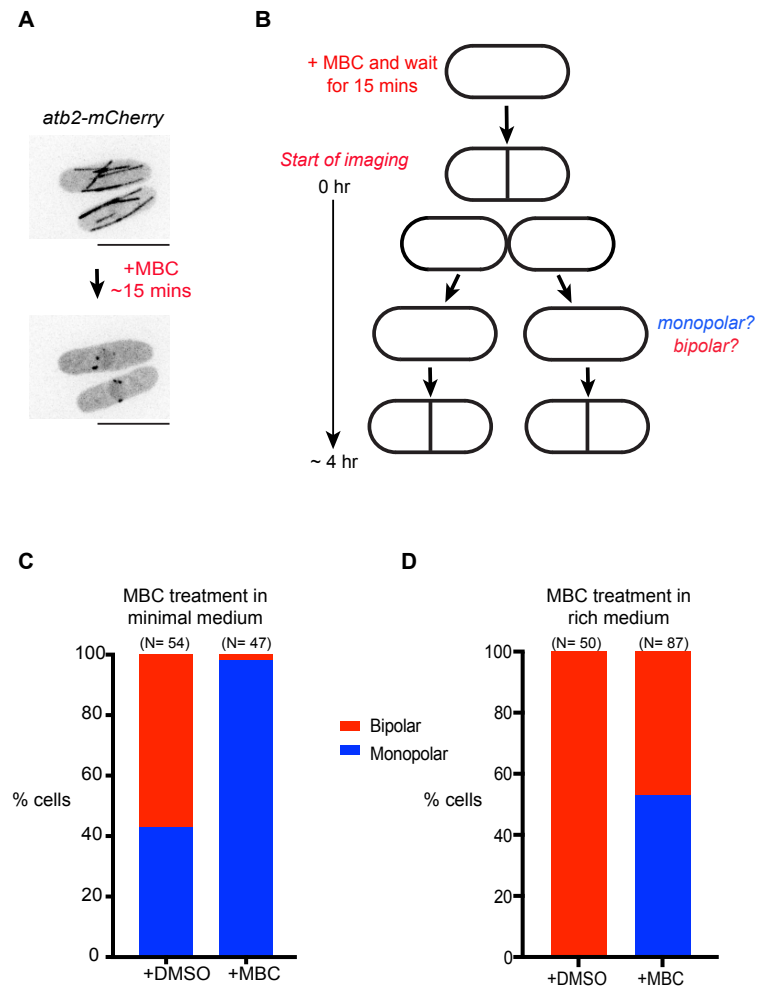 A
B
+ MBC and wait
for 15 mins
atb2-mCherry
Start of imaging
0 hr
+MBC
~15 mins
monopolar?
bipolar?
~ 4 hr
C
D
MBC treatment in
minimal medium
(N= 54)
(N= 47)
100
80
60
% cells
40
20
0
+DMSO
+MBC
Bipolar
Monopolar
MBC treatment in
rich medium
(N= 50)
(N= 87)
100
80
60
% cells
40
20
0
+DMSO
+MBC